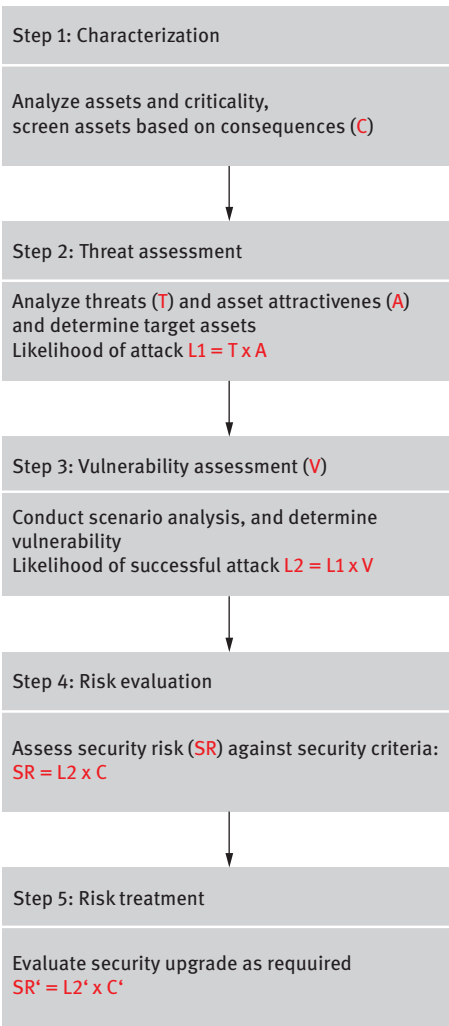 Step 1: Characterization
Analyze assets and criticality,
screen assets based on consequences (C)
Step 2: Threat assessment
Analyze threats (T) and asset attractivenes (A)
and determine target assets
Likelihood of attack L1 = T x A
Step 3: Vulnerability assessment (V)
Conduct scenario analysis, and determine
vulnerability
Likelihood of successful attack L2 = L1 x V
Step 4: Risk evaluation
Assess security risk (SR) against security criteria:
SR = L2 x C
Step 5: Risk treatment
Evaluate security upgrade as requuired
SR‘ = L2‘ x C‘